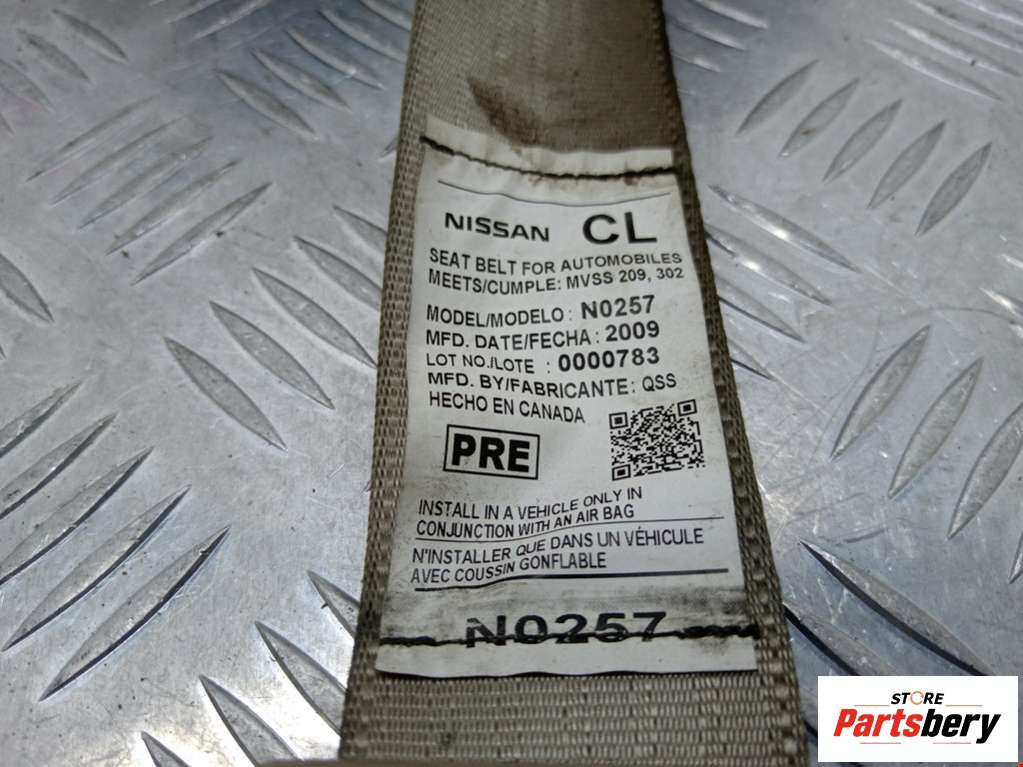 NISSAN CL
SEAT BELT FOR AUTOMOBILES
MEETS/CUMPLE: MVSS 209, 302
MODEL/MODELO : N0257
MFD. DATE/FECHA : 2009
LOT NO./LOTE : 0000783
MFD. BY/FABRICANTE: QSS
HECHO EN CANADA
PRE
INSTALL IN A VEHICLE ONLY IN
CONJUNCTION WITH AN AIR BAG
N'INSTALLER QUE DANS UN VÉHICULE
AVEC COUSSIN GONFLABLE
N0257
STORE
Partsbery